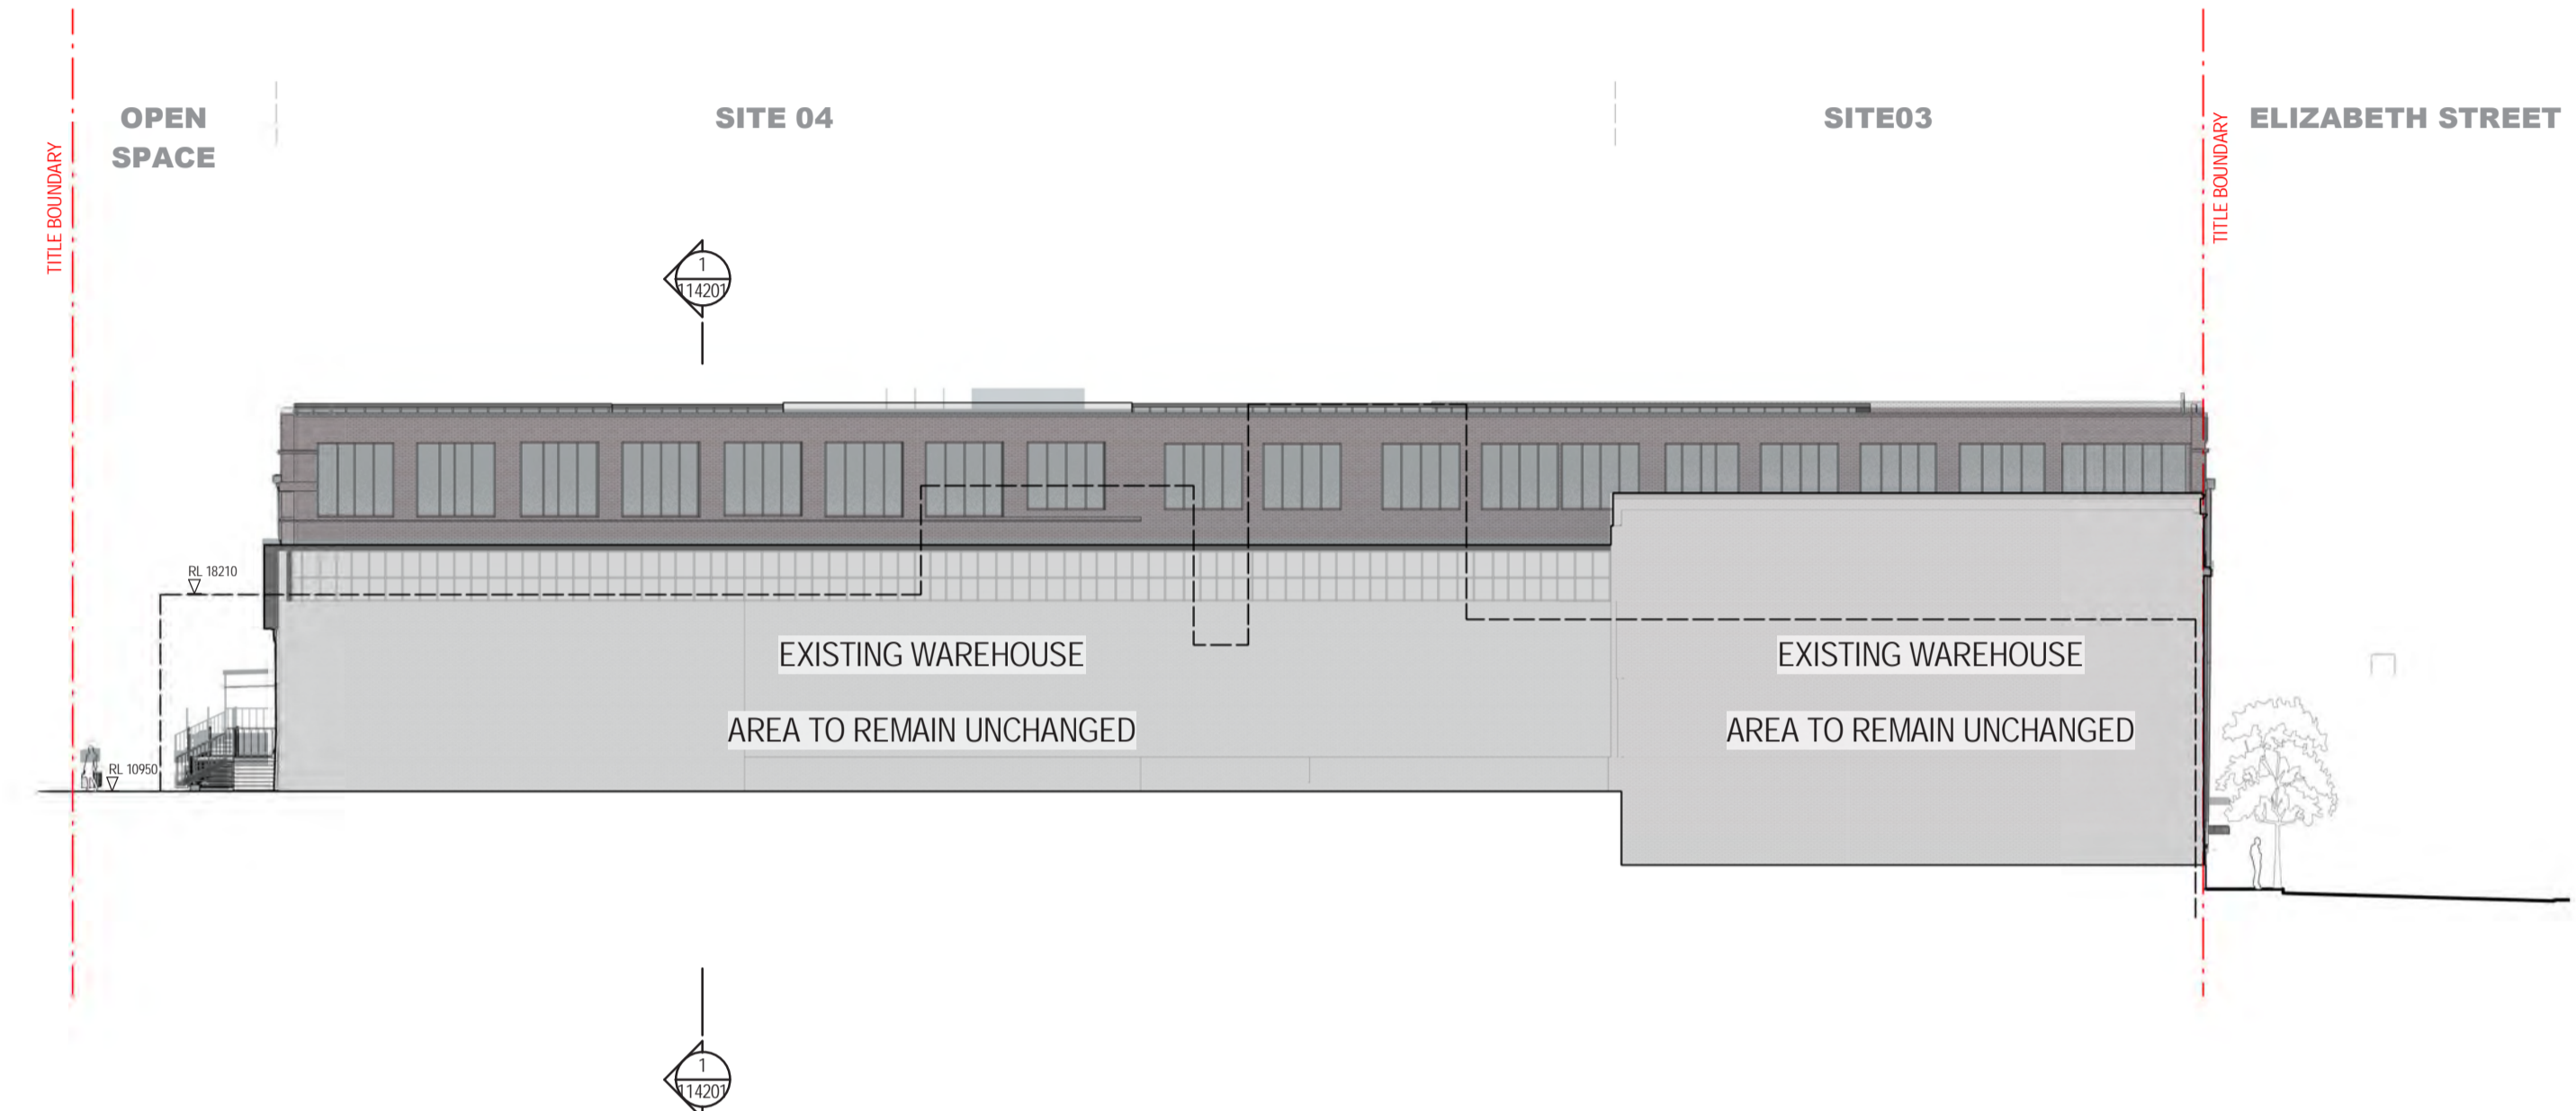 OPEN
SPACE
SITE 04
SITE03
ELIZABETH STREET
TITLE BOUNDARY
TITLE BOUNDARY
1
114201
RL 18210
EXISTING WAREHOUSE
EXISTING WAREHOUSE
AREA TO REMAIN UNCHANGED
AREA TO REMAIN UNCHANGED
RL 10950
1
114201